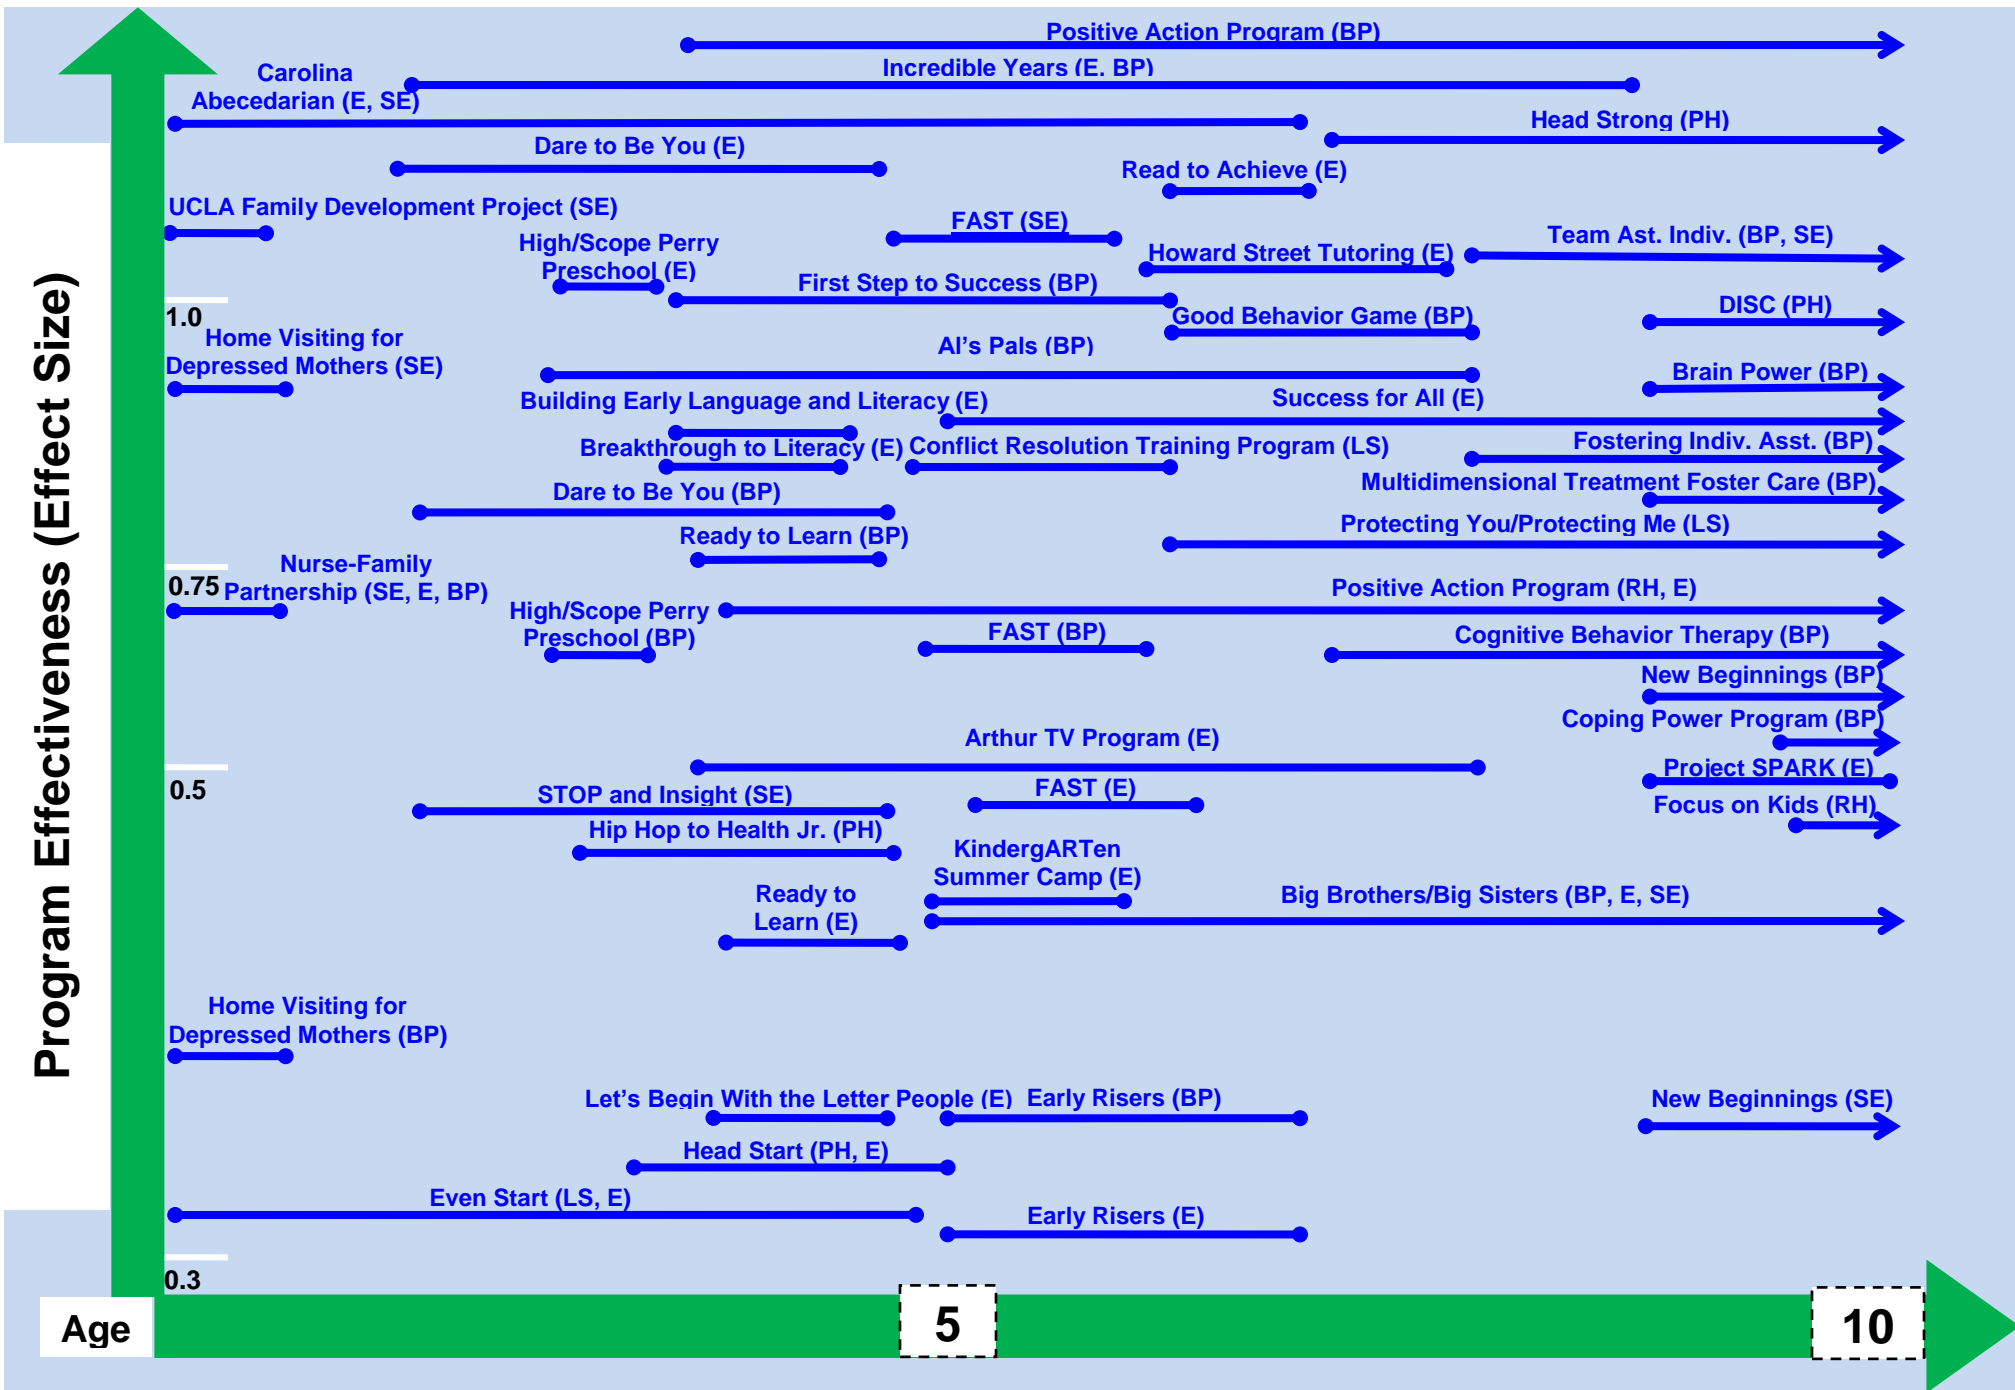 Positive Action Program (BP)
Carolina
Abecedarian (E, SE)
Incredible Years (E. BP)
Head Strong (PH)
Dare to Be You (E)
Read to Achieve (E)
UCLA Family Development Project (SE)
FAST (SE)
High/Scope Perry
Preschool (E)
Howard Street Tutoring (E)
Team Ast. Indiv. (BP, SE)
First Step to Success (BP)
1.0
Good Behavior Game (BP)
DISC (PH)
Home Visiting for
Depressed Mothers (SE)
Al’s Pals (BP)
Brain Power (BP)
Building Early Language and Literacy (E)
Success for All (E)
Breakthrough to Literacy (E)
Conflict Resolution Training Program (LS)
Fostering Indiv. Asst. (BP)
Multidimensional Treatment Foster Care (BP)
Dare to Be You (BP)
Protecting You/Protecting Me (LS)
Ready to Learn (BP)
Nurse-Family
Partnership (SE, E, BP)
0.75
Positive Action Program (RH, E)
High/Scope Perry
Preschool (BP)
FAST (BP)
Cognitive Behavior Therapy (BP)
New Beginnings (BP)
Coping Power Program (BP)
Arthur TV Program (E)
0.5
Project SPARK (E)
STOP and Insight (SE)
FAST (E)
Focus on Kids (RH)
Hip Hop to Health Jr. (PH)
KindergARTen
Summer Camp (E)
Ready to
Learn (E)
Big Brothers/Big Sisters (BP, E, SE)
Home Visiting for
Depressed Mothers (BP)
Let’s Begin With the Letter People (E)
Early Risers (BP)
New Beginnings (SE)
Head Start (PH, E)
Even Start (LS, E)
Early Risers (E)
0.3
Program Effectiveness (Effect Size)
Age
5
10